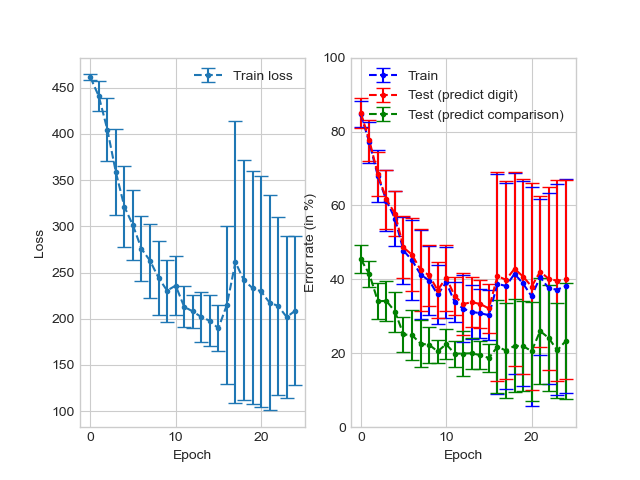 Train loss
450
400
350
300
250
200
150
100
0
10
20
Epoch
Loss
Train
Test (predict digit)
Test (predict comparison)
100
80
60
40
20
0
0
10
20
Epoch
Error rate (in %)